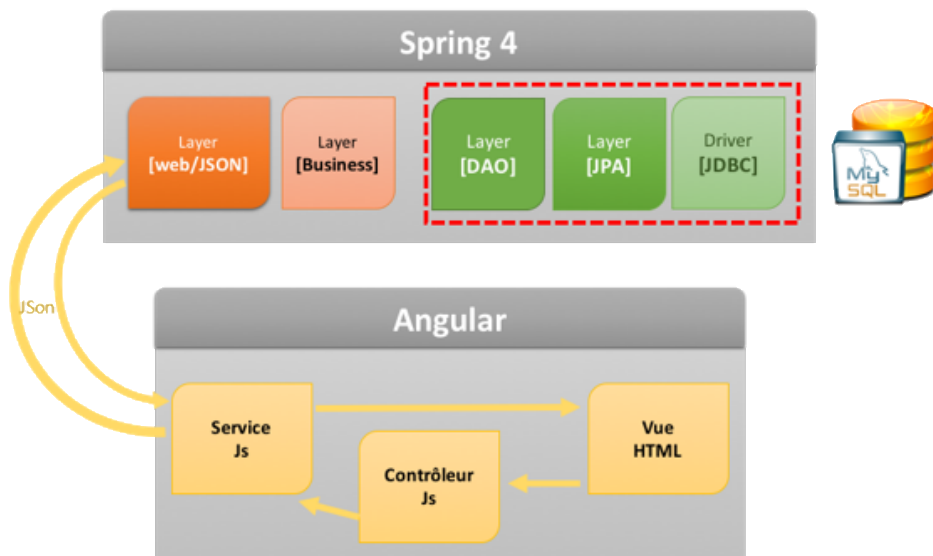 Spring 4
Layer
[web/JSON]
Layer
[Business]
Layer
[DAO]
Layer
[JPA]
Driver
[JDBC]
My
SQL
JSon
Angular
Service
Js
Contrôleur
Js
Vue
HTML